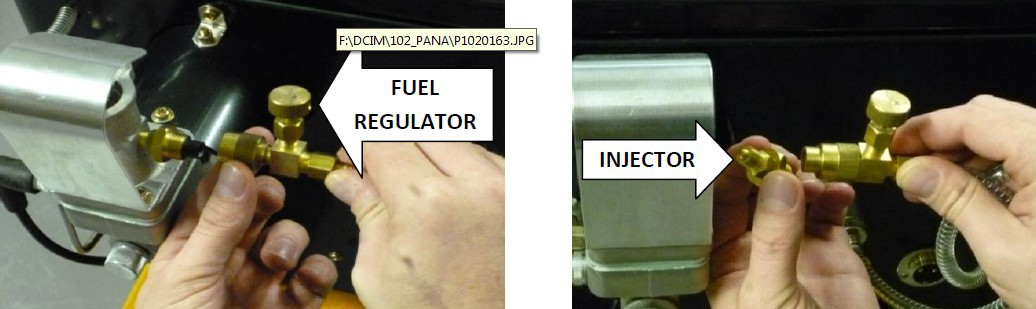 F:\DCIM\102_PANA\P1020163.JPG
FUEL
REGULATOR
INJECTOR